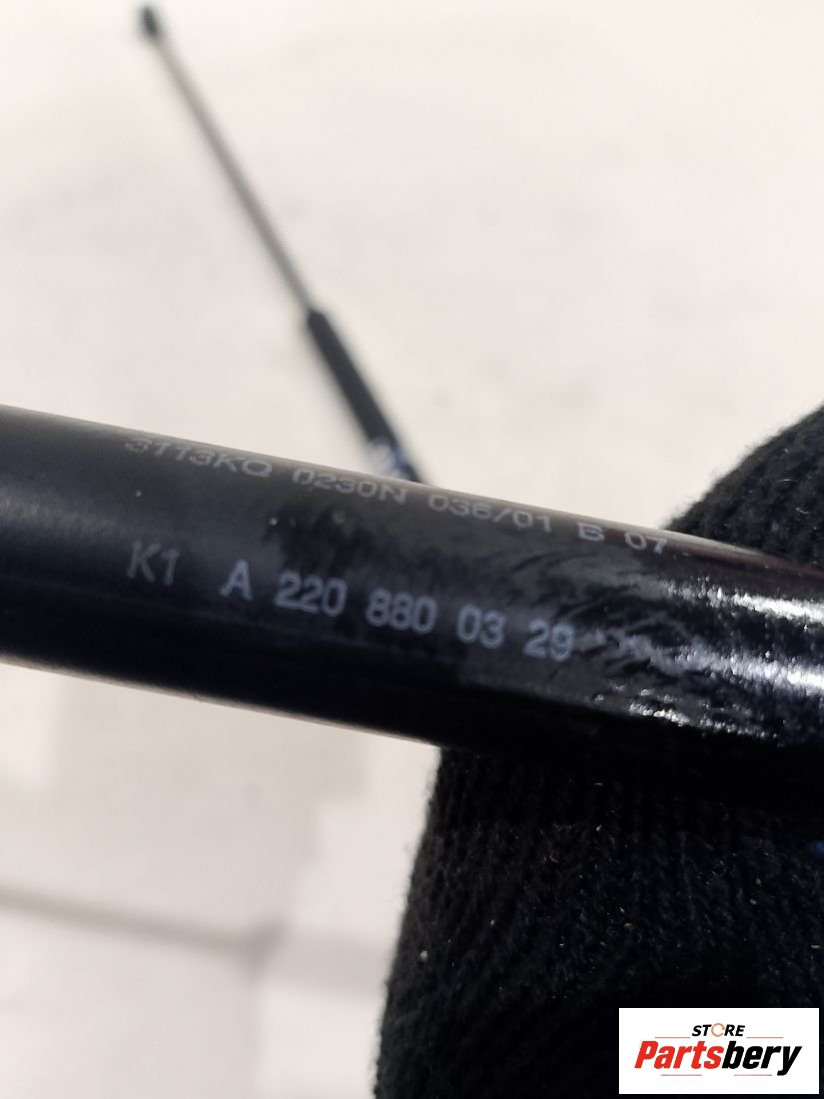 3113KQ 0230N 036/01 B 07
K1 A 220 880 03 29
STORE
Partsbery